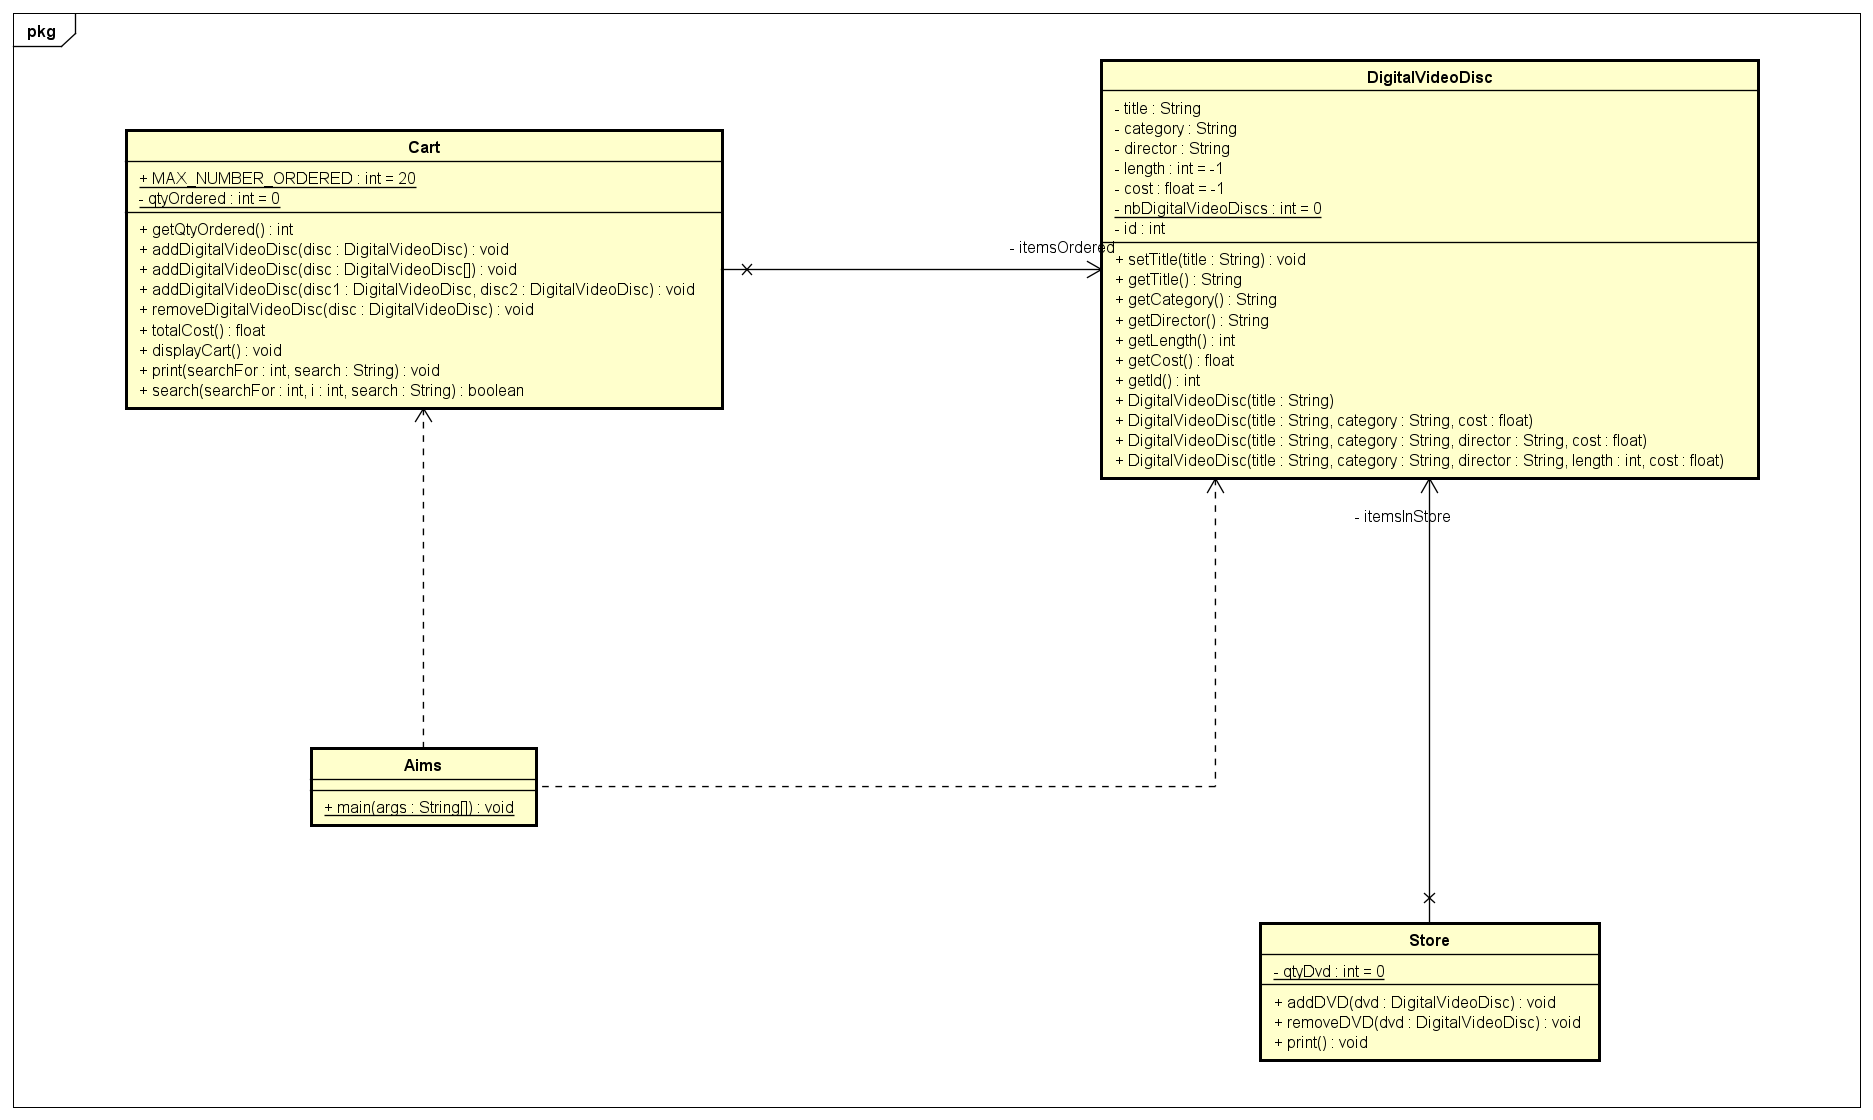 pkg
Cart
+ MAX_NUMBER_ORDERED : int = 20
- qtyOrdered : int = 0
+ getQtyOrdered() : int
+ addDigitalVideoDisc(disc : DigitalVideoDisc) : void
+ addDigitalVideoDisc(disc : DigitalVideoDisc[]) : void
+ addDigitalVideoDisc(disc1 : DigitalVideoDisc, disc2 : DigitalVideoDisc) : void
+ removeDigitalVideoDisc(disc : DigitalVideoDisc) : void
+ totalCost() : float
+ displayCart() : void
+ print(searchFor : int, search : String) : void
+ search(searchFor : int, i : int, search : String) : boolean
- itemsOrdered
DigitalVideoDisc
- title : String
- category : String
- director : String
- length : int = -1
- cost : float = -1
- nbDigitalVideoDiscs : int = 0
- id : int
+ setTitle(title : String) : void
+ getTitle() : String
+ getCategory() : String
+ getDirector() : String
+ getLength() : int
+ getCost() : float
+ getId() : int
+ DigitalVideoDisc(title : String)
+ DigitalVideoDisc(title : String, category : String, cost : float)
+ DigitalVideoDisc(title : String, category : String, director : String, cost : float)
+ DigitalVideoDisc(title : String, category : String, director : String, length : int, cost : float)
- itemsInStore
Aims
+ main(args : String[]) : void
Store
- qtyDvd : int = 0
+ addDVD(dvd : DigitalVideoDisc) : void
+ removeDVD(dvd : DigitalVideoDisc) : void
+ print() : void